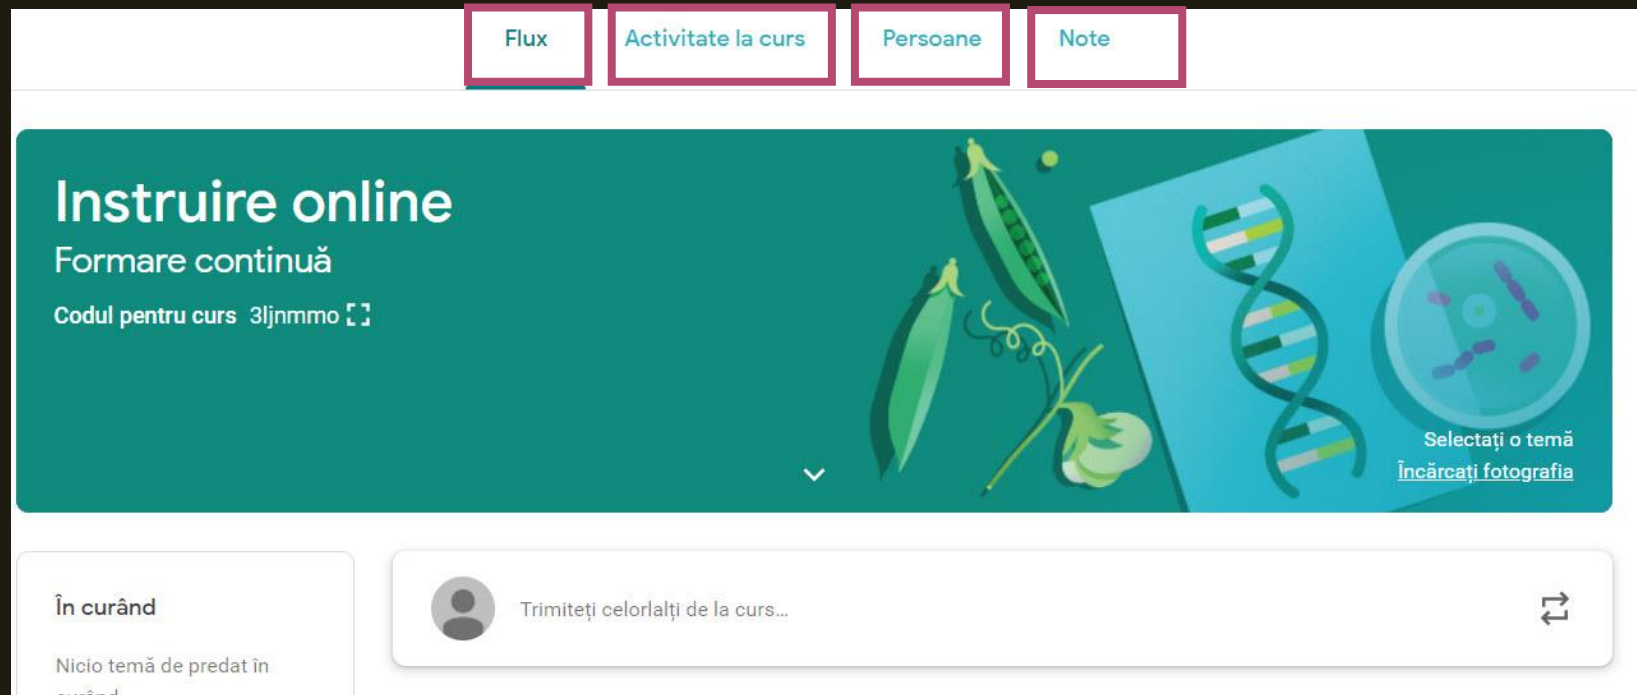 Flux Activitate la curs Persoane Note
Instruire online
Formare continuă
Codul pentru curs 3ljnmmo
Selectați o temă
Încărcați fotografia
În curând
Trimiteți celorlalți de la curs...
Nicio temă de predat în